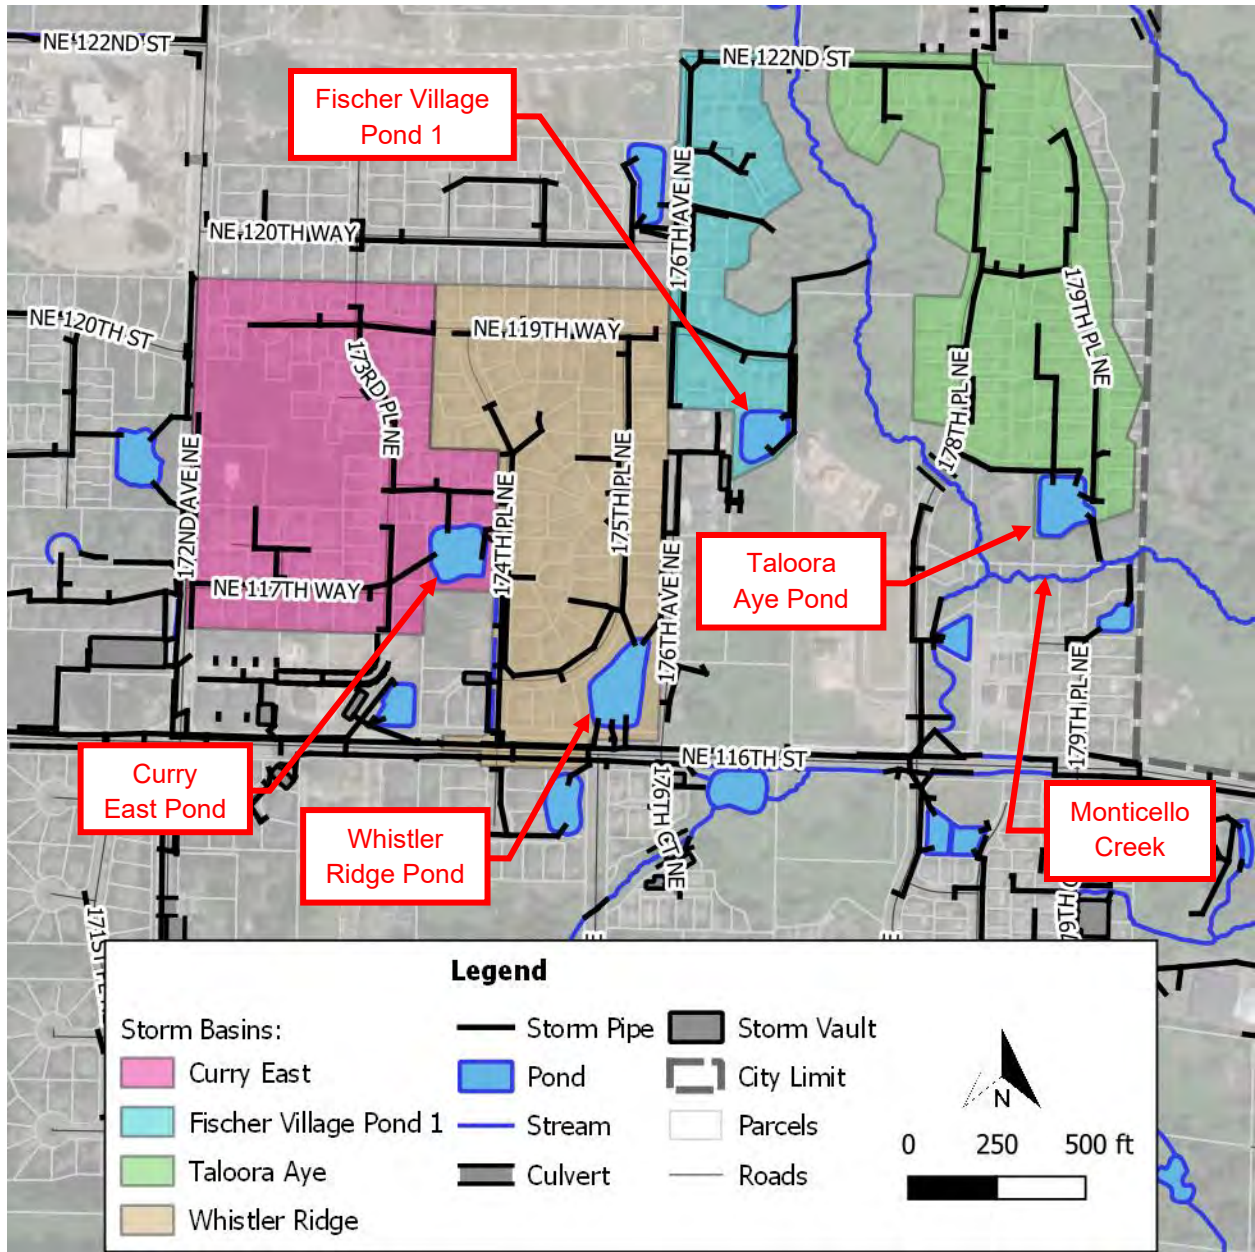 NE 122ND ST
NE 122ND ST
Fischer Village
Pond 1
176TH AVE NE
NE 120TH WAY
NE 120TH ST
NE 119TH WAY
173RD PL NE
179TH PL NE
178TH PL NE
172ND AVE NE
174TH PL NE
175TH PL NE
176TH AVE NE
NE 117TH WAY
Taloora
Aye Pond
179TH PL NE
NE 116TH ST
176TH CT NE
Curry
East Pond
Whistler
Ridge Pond
Monticello
Creek
Legend
Storm Basins:
Curry East
Fischer Village Pond 1
Taloora Aye
Whistler Ridge
Storm Pipe
Pond
Stream
Culvert
Storm Vault
City Limit
Parcels
Roads
N
0 250 500 ft